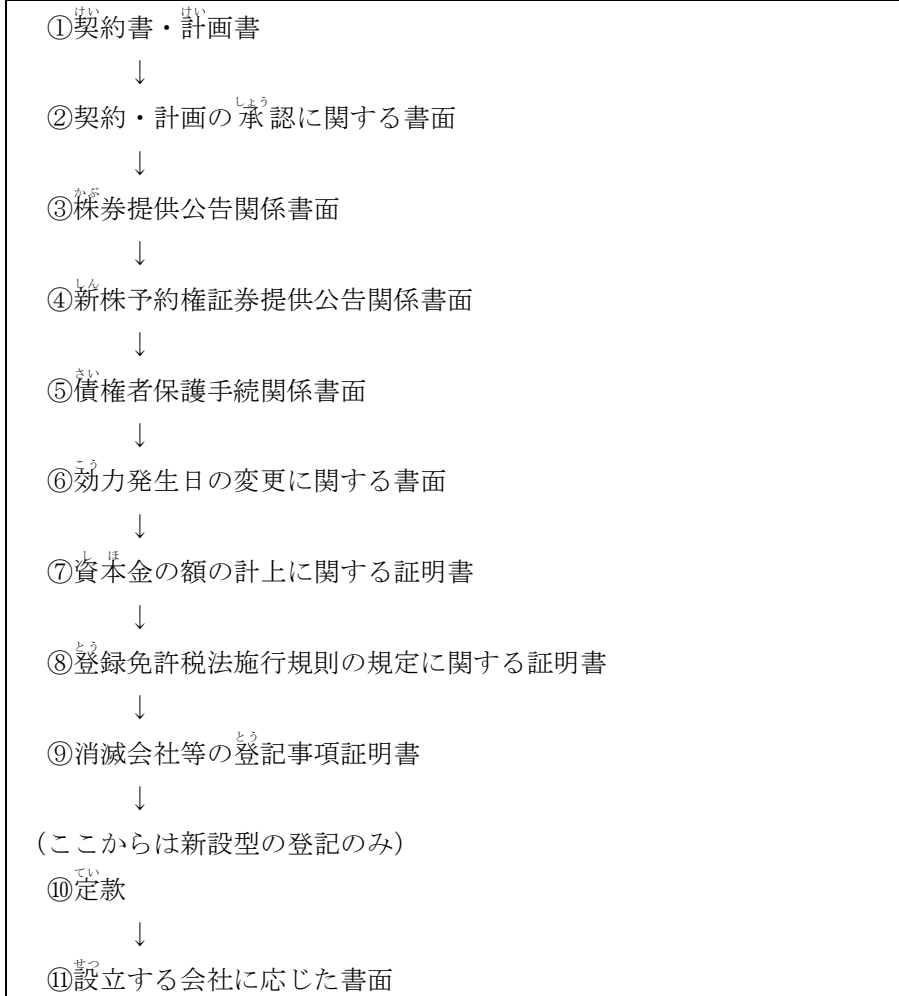 ①契約書・計画書
↓
②契約・計画の承認に関する書面
↓
③株券提供公告関係書面
↓
④新株予約権証券提供公告関係書面
↓
⑤債権者保護手続関係書面
↓
⑥効力発生日の変更に関する書面
↓
⑦資本金の額の計上に関する証明書
↓
⑧登録免許税法施行規則の規定に関する証明書
↓
⑨消滅会社等の登記事項証明書
↓
(ここからは新設型の登記のみ)
⑩定款
↓
⑪設立する会社に応じた書面